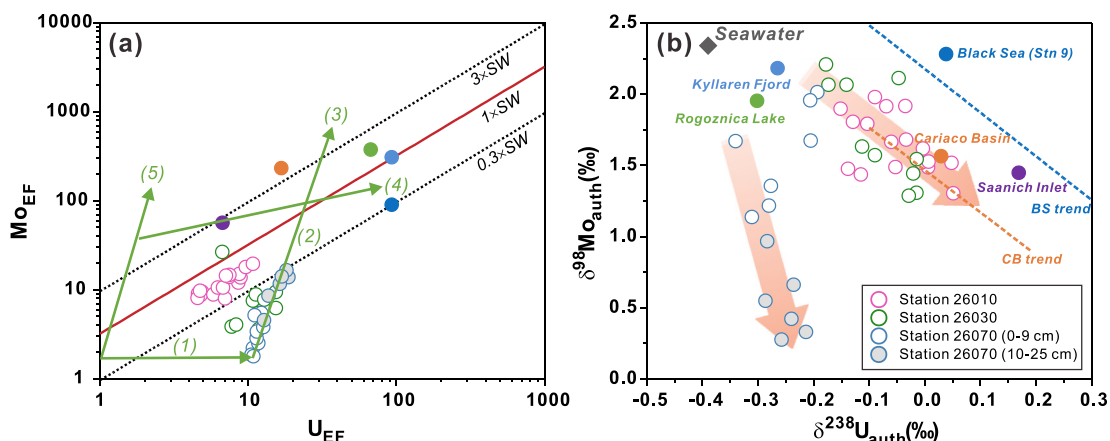 (a)
10000
1000
100
10
1
Mo_EF
3×SW
1×SW
0.3×SW
(1)
(2)
(3)
(4)
(5)
1 10 100 1000
U_EF
(b)
2.5
2.0
1.5
1.0
0.5
0.0
δ⁹⁸Mo_auth(‰)
Seawater
Kyllaren Fjord
Rogoznica Lake
Black Sea (Stn 9)
Cariaco Basin
Saanich Inlet
BS trend
CB trend
Station 26010
Station 26030
Station 26070 (0-9 cm)
Station 26070 (10-25 cm)
-0.5 -0.4 -0.3 -0.2 -0.1 0.0 0.1 0.2 0.3
δ²³⁸U_auth(‰)